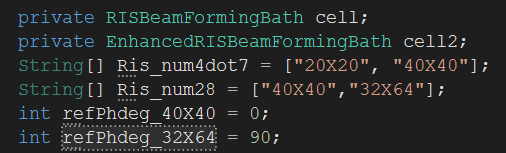 private RISBeamFormingBath cell;
private EnhancedRISBeamFormingBath cell2;
String[] Ris_num4dot7 = ["20X20", "40X40"];
String[] Ris_num28 = ["40X40","32X64"];
int refPhdeg_40X40 = 0;
int refPhdeg_32X64 = 90;